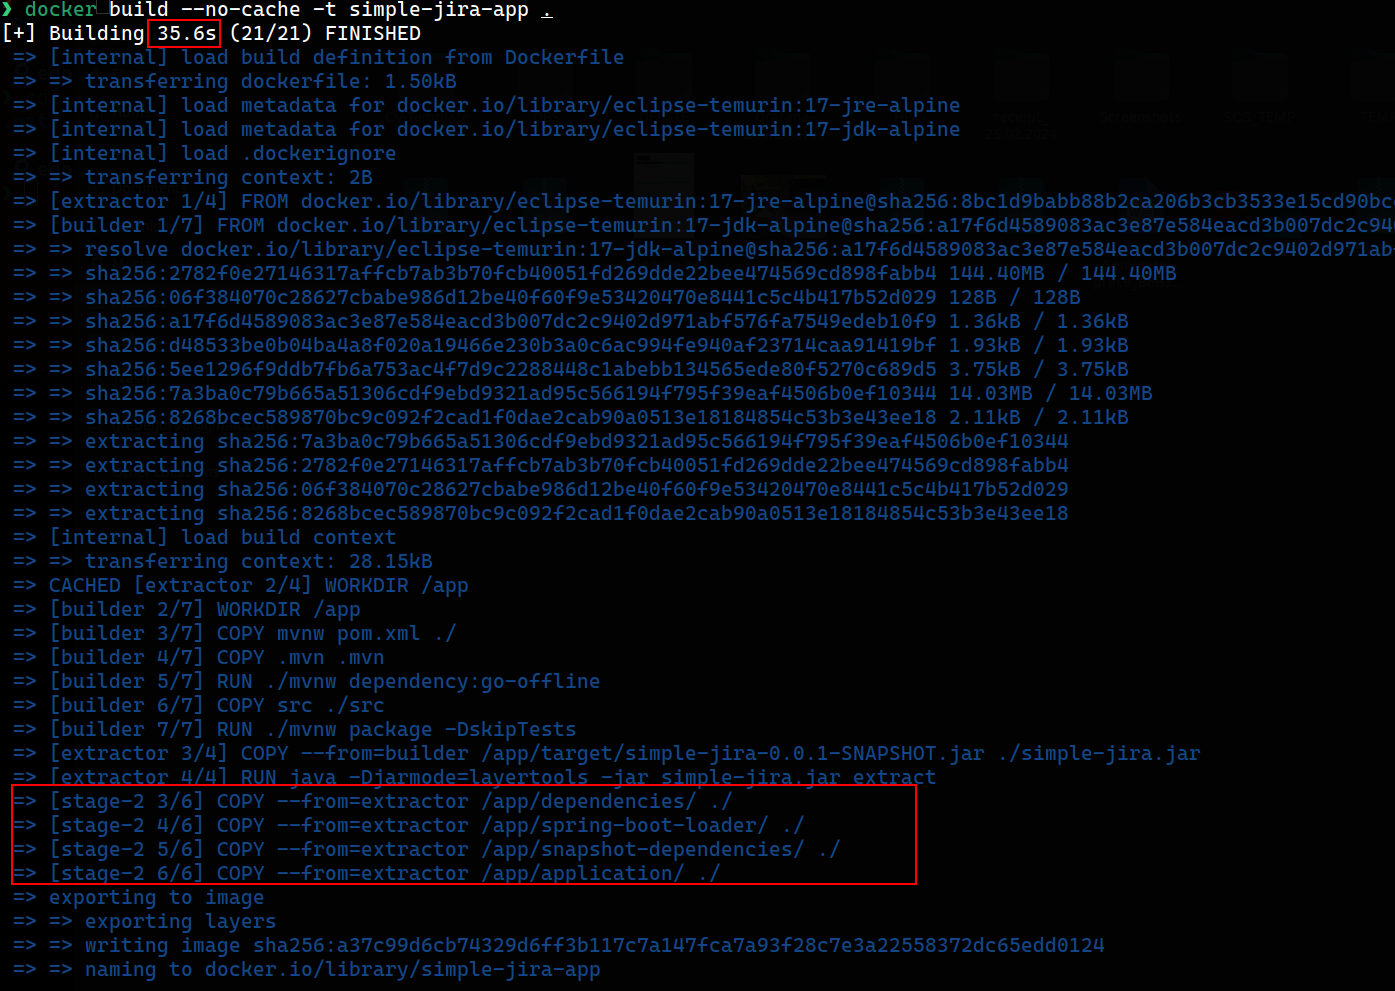 ❯ docker build --no-cache -t simple-jira-app .
[+] Building 35.6s (21/21) FINISHED
=> [internal] load build definition from Dockerfile
=> => transferring dockerfile: 1.50kB
=> [internal] load metadata for docker.io/library/eclipse-temurin:17-jre-alpine
=> [internal] load metadata for docker.io/library/eclipse-temurin:17-jdk-alpine
=> [internal] load .dockerignore
=> => transferring context: 2B
=> [extractor 1/4] FROM docker.io/library/eclipse-temurin:17-jre-alpine@sha256:8bc1d9babb88b2ca206b3cb3533e15cd90bc
=> [builder 1/7] FROM docker.io/library/eclipse-temurin:17-jdk-alpine@sha256:a17f6d4589083ac3e87e584eacd3b007dc2c940
=> => resolve docker.io/library/eclipse-temurin:17-jdk-alpine@sha256:a17f6d4589083ac3e87e584eacd3b007dc2c9402d971ab
=> => sha256:2782f0e27146317affcb7ab3b70fcb40051fd269dde22bee474569cd898fabb4 144.40MB / 144.40MB
=> => sha256:06f384070c28627cbabe986d12be40f60f9e53420470e8441c5c4b417b52d029 128B / 128B
=> => sha256:a17f6d4589083ac3e87e584eacd3b007dc2c9402d971abf576fa7549edeb10f9 1.36kB / 1.36kB
=> => sha256:d48533be0b04ba4a8f020a19466e230b3a0c6ac994fe940af23714caa91419bf 1.93kB / 1.93kB
=> => sha256:5ee1296f9ddb7fb6a753ac4f7d9c2288448c1abebb134565ede80f5270c689d5 3.75kB / 3.75kB
=> => sha256:7a3ba0c79b665a51306cdf9ebd9321ad95c566194f795f39eaf4506b0ef10344 14.03MB / 14.03MB
=> => sha256:8268bcec589870bc9c092f2cad1f0dae2cab90a0513e18184854c53b3e43ee18 2.11kB / 2.11kB
=> => extracting sha256:7a3ba0c79b665a51306cdf9ebd9321ad95c566194f795f39eaf4506b0ef10344
=> => extracting sha256:2782f0e27146317affcb7ab3b70fcb40051fd269dde22bee474569cd898fabb4
=> => extracting sha256:06f384070c28627cbabe986d12be40f60f9e53420470e8441c5c4b417b52d029
=> => extracting sha256:8268bcec589870bc9c092f2cad1f0dae2cab90a0513e18184854c53b3e43ee18
=> [internal] load build context
=> => transferring context: 28.15kB
=> CACHED [extractor 2/4] WORKDIR /app
=> [builder 2/7] WORKDIR /app
=> [builder 3/7] COPY mvnw pom.xml ./
=> [builder 4/7] COPY .mvn .mvn
=> [builder 5/7] RUN ./mvnw dependency:go-offline
=> [builder 6/7] COPY src ./src
=> [builder 7/7] RUN ./mvnw package -DskipTests
=> [extractor 3/4] COPY --from=builder /app/target/simple-jira-0.0.1-SNAPSHOT.jar ./simple-jira.jar
=> [extractor 4/4] RUN java -Djarmode=layertools -jar simple-jira.jar extract
=> [stage-2 3/6] COPY --from=extractor /app/dependencies/ ./
=> [stage-2 4/6] COPY --from=extractor /app/spring-boot-loader/ ./
=> [stage-2 5/6] COPY --from=extractor /app/snapshot-dependencies/ ./
=> [stage-2 6/6] COPY --from=extractor /app/application/ ./
=> exporting to image
=> => exporting layers
=> => writing image sha256:a37c99d6cb74329d6ff3b117c7a147fca7a93f28c7e3a22558372dc65edd0124
=> => naming to docker.io/library/simple-jira-app